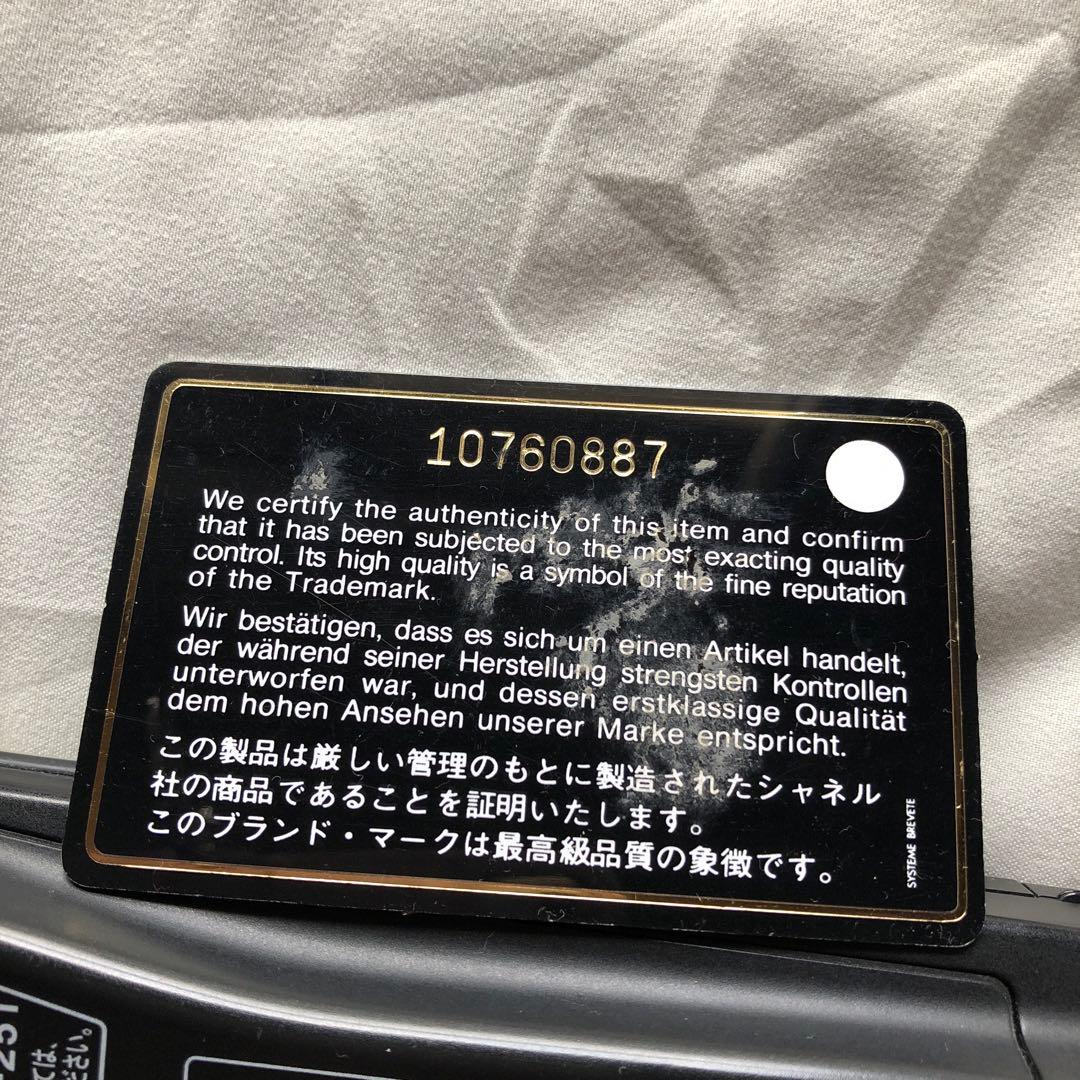 10760887
We certify the authenticity of this item and confirm
that it has been subjected to the most exacting quality
control. Its high quality is a symbol of the fine reputation
of the Trademark.
Wir bestätigen, dass es sich um einen Artikel handelt,
der während seiner Herstellung strengsten Kontrollen
unterworfen war, und dessen erstklassige Qualität
dem hohen Ansehen unserer Marke entspricht.
この製品は厳しい管理のもとに製造されたシャネル
社の商品であることを証明いたします。
このブランド・マークは最高級品質の象徴です。
SYSTEME BREVETE
251
ては、
ださい。